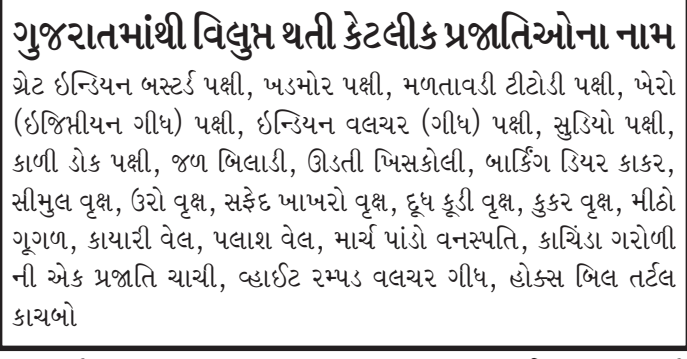 ગુજરાતમાંથી વિલુપ્ત થતી કેટલીક પ્રજાતિઓના નામ
ગ્રેટ ઇન્ડિયન બસ્ટર્ડ પક્ષી, ખડમોર પક્ષી, મળતાવડી ટીટોડી પક્ષી, ખેરો
(ઇજિપ્તીયન ગીધ) પક્ષી, ઇન્ડિયન વલચર (ગીધ) પક્ષી, સુડિયો પક્ષી,
કાળી ડોક પક્ષી, જળ બિલાડી, ઊડતી ખિસકોલી, બાર્કિંગ ડિયર કાકર,
સીમુલ વૃક્ષ, ઉરો વૃક્ષ, સફેદ ખાખરો વૃક્ષ, દૂધ કૂડી વૃક્ષ, કુકર વૃક્ષ, મીઠો
ગૂગળ, કાયારી વેલ, પલાશ વેલ, માર્ચ પાંડો વનસ્પતિ, કાચિંડા ગરોળી
ની એક પ્રજાતિ ચાચી, વ્હાઈટ રમ્પડ વલચર ગીધ, હોક્સ બિલ તર્ટલ
કાચબો